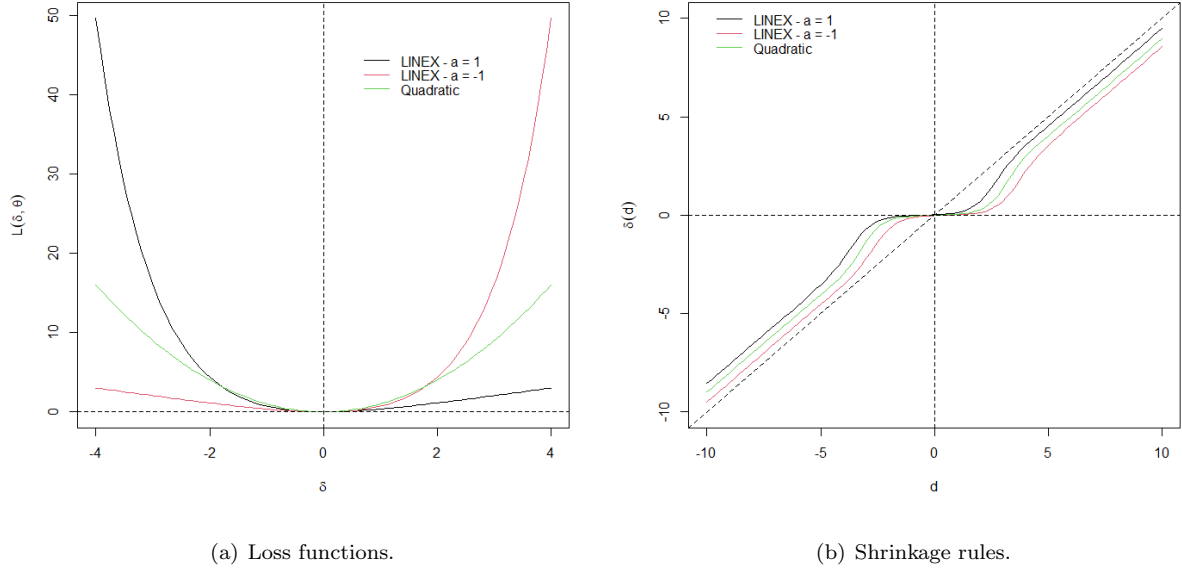 LINEX - a = 1
LINEX - a = -1
Quadratic
50
40
30
20
10
0
L(δ, θ)
-4
-2
0
2
4
δ
(a) Loss functions.
LINEX - a = 1
LINEX - a = -1
Quadratic
10
5
0
-5
-10
δ(d)
-10
-5
0
5
10
d
(b) Shrinkage rules.